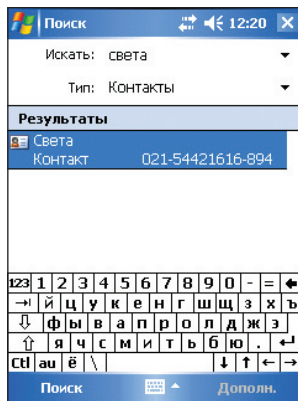 Поиск 12:20
Искать: света
Тип: Контакты
Результаты
Света
Контакт 021-54421616-894
123 1 2 3 4 5 6 7 8 9 0 - =
й ц у к е н г ш щ з х ъ
ф ы в а п р о л д ж э
я ч с м и т ь б ю .
Ctl au ё \
Поиск Дополн.